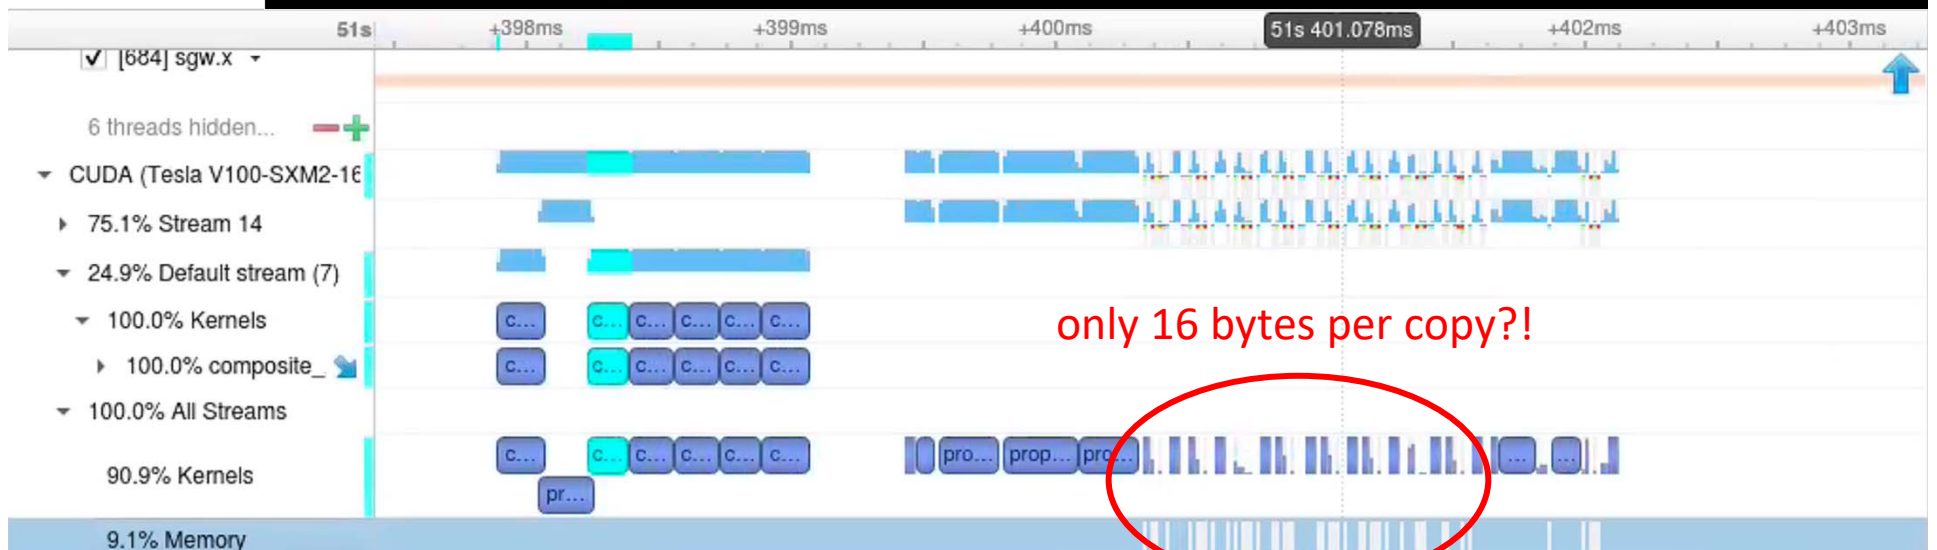 51s +398ms +399ms +400ms 51s 401.078ms +402ms +403ms
[684] sgw.x
6 threads hidden...
CUDA (Tesla V100-SXM2-16
75.1% Stream 14
24.9% Default stream (7)
100.0% Kernels c... c... c... c... c... c...
only 16 bytes per copy?!
100.0% composite_ c... c... c... c... c... c...
100.0% All Streams
c... c... c... c... c... c... pro... prop... pro... ... ...
90.9% Kernels
pr...
9.1% Memory